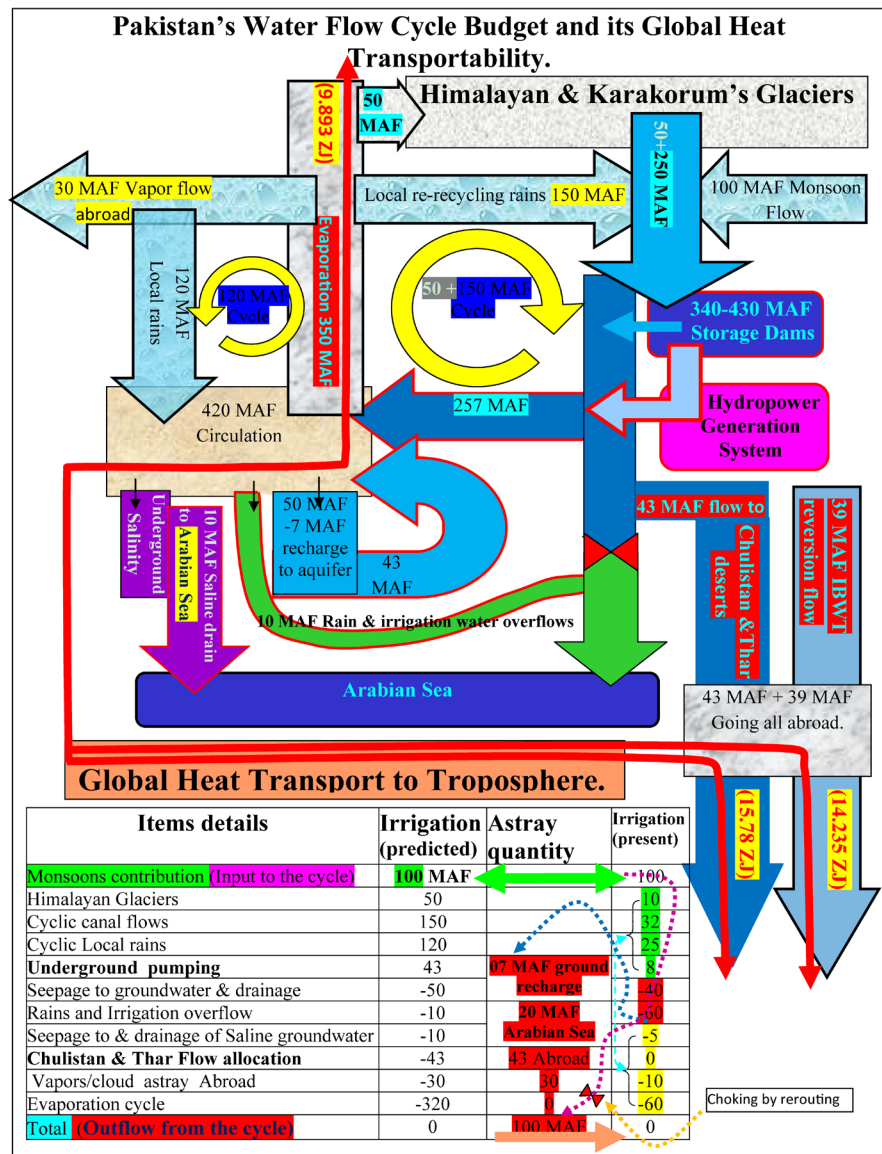 Pakistan's Water Flow Cycle Budget and its Global Heat
Transportability.
(9.893 ZJ)
50
MAF
Himalayan & Karakorum's Glaciers
50+250 MAF
30 MAF Vapor flow
abroad
Local re-recycling rains 150 MAF
100 MAF Monsoon
Flow
Evaporation 350 MAF
120 MAF
Local rains
120 MAF
Cycle
50 +150 MAF
Cycle
340-430 MAF
Storage Dams
257 MAF
Hydropower
Generation
System
420 MAF
Circulation
43 MAF flow to
Chulistan &Thar
deserts
39 MAF IBWT
reversion flow
Underground
Salinity
10 MAF Saline drain
to Arabian Sea
50 MAF
-7 MAF
recharge
to aquifer
43
MAF
10 MAF Rain & irrigation water overflows
Arabian Sea
43 MAF + 39 MAF
Going all abroad.
Global Heat Transport to Troposphere.
(15.78 ZJ)
(14.235 ZJ)
Items details Irrigation (predicted) Astray quantity Irrigation (present)
Monsoons contribution (Input to the cycle) 100 MAF 100
Himalayan Glaciers 50 10
Cyclic canal flows 150 32
Cyclic Local rains 120 25
Underground pumping 43 07 MAF ground 8
Seepage to groundwater & drainage -50 recharge -40
Rains and Irrigation overflow -10 20 MAF -60
Seepage to & drainage of Saline groundwater -10 Arabian Sea -5
Chulistan & Thar Flow allocation -43 43 Abroad 0
Vapors/cloud astray Abroad -30 30 -10
Evaporation cycle -320 0 -60
Total (Outflow from the cycle) 0 100 MAF 0
Choking by rerouting